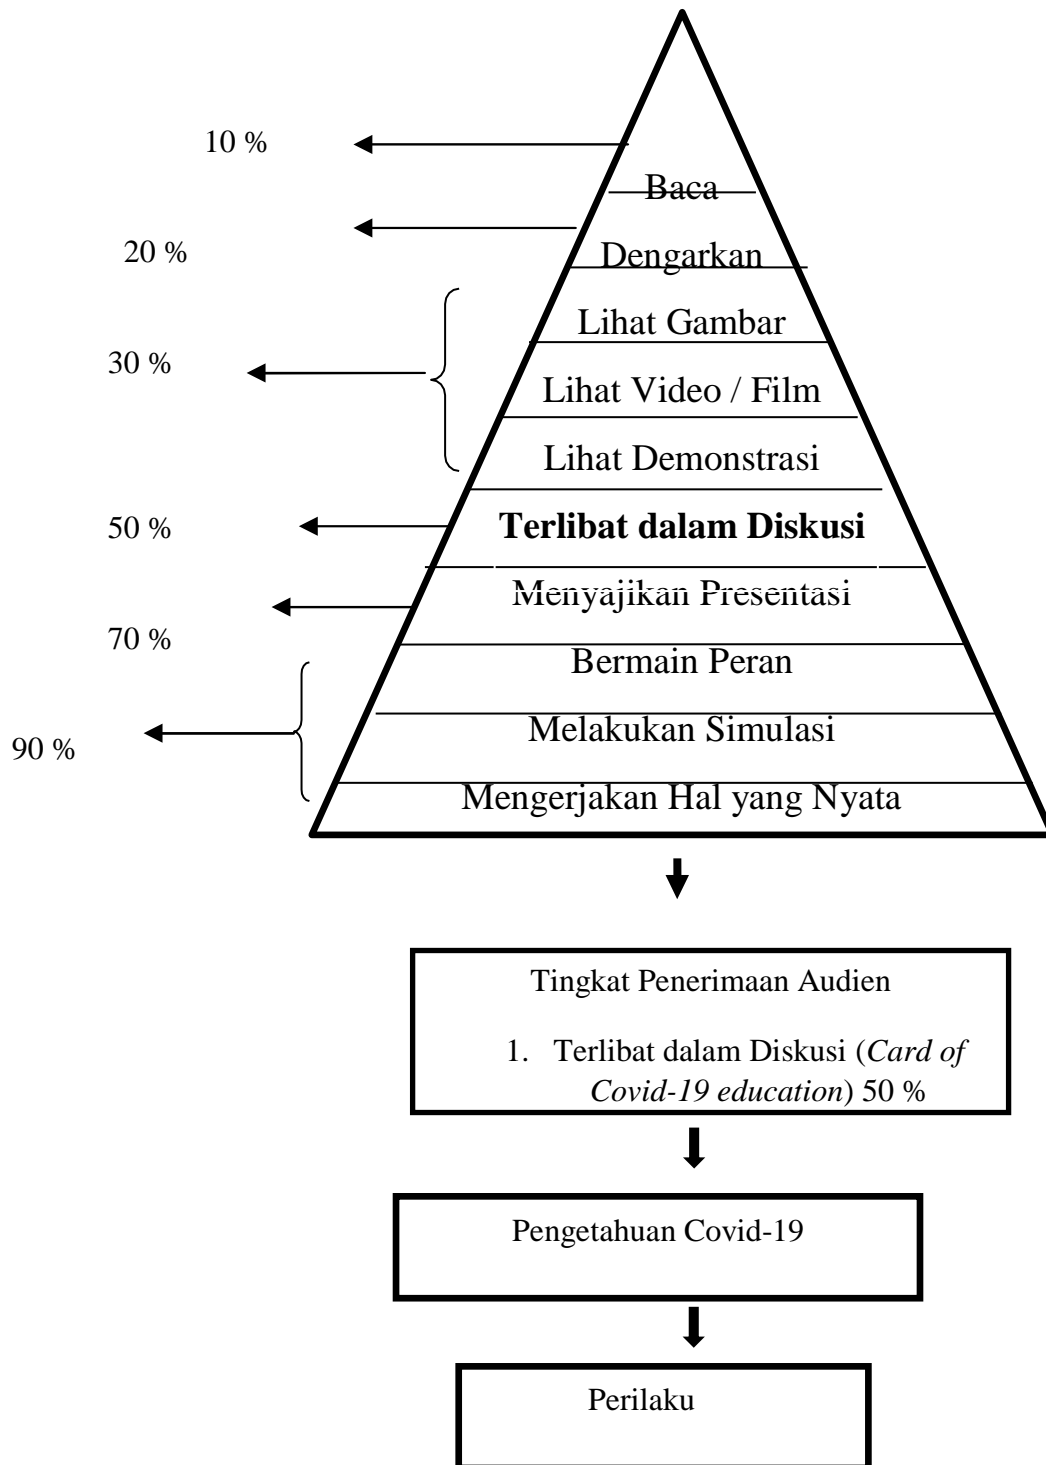 10 %
Baca
20 %
Dengarkan
Lihat Gambar
30 %
Lihat Video / Film
Lihat Demonstrasi
50 %
Terlibat dalam Diskusi
Menyajikan Presentasi
70 %
Bermain Peran
Melakukan Simulasi
90 %
Mengerjakan Hal yang Nyata
Tingkat Penerimaan Audien
1. Terlibat dalam Diskusi (Card of
Covid-19 education) 50 %
Pengetahuan Covid-19
Perilaku